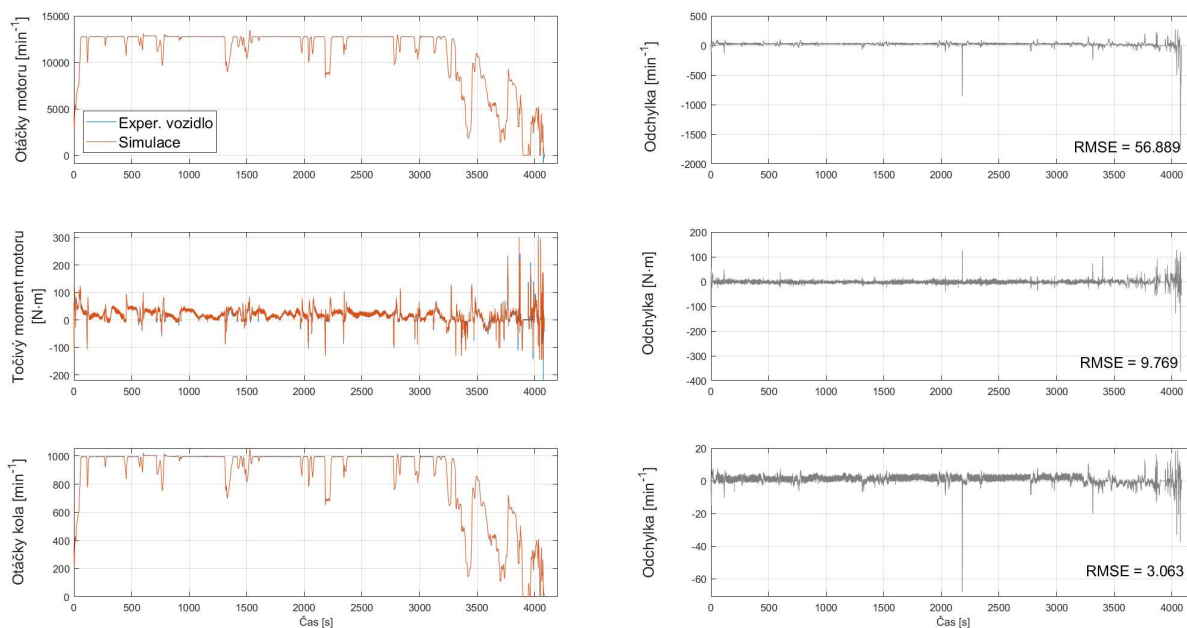 Otáčky motoru [min⁻¹]
15000
10000
5000
0
Exper. vozidlo
Simulace
0 500 1000 1500 2000 2500 3000 3500 4000
Odchylka [min⁻¹]
500
0
-500
-1000
-1500
-2000
RMSE = 56.889
0 500 1000 1500 2000 2500 3000 3500 4000
Točivý moment motoru
[N·m]
300
200
100
0
-100
-200
0 500 1000 1500 2000 2500 3000 3500 4000
Odchylka [N·m]
200
100
0
-100
-200
-300
-400
RMSE = 9.769
0 500 1000 1500 2000 2500 3000 3500 4000
Otáčky kola [min⁻¹]
1000
800
600
400
200
0
0 500 1000 1500 2000 2500 3000 3500 4000
Čas [s]
Odchylka [min⁻¹]
20
0
-20
-40
-60
RMSE = 3.063
0 500 1000 1500 2000 2500 3000 3500 4000
Čas [s]